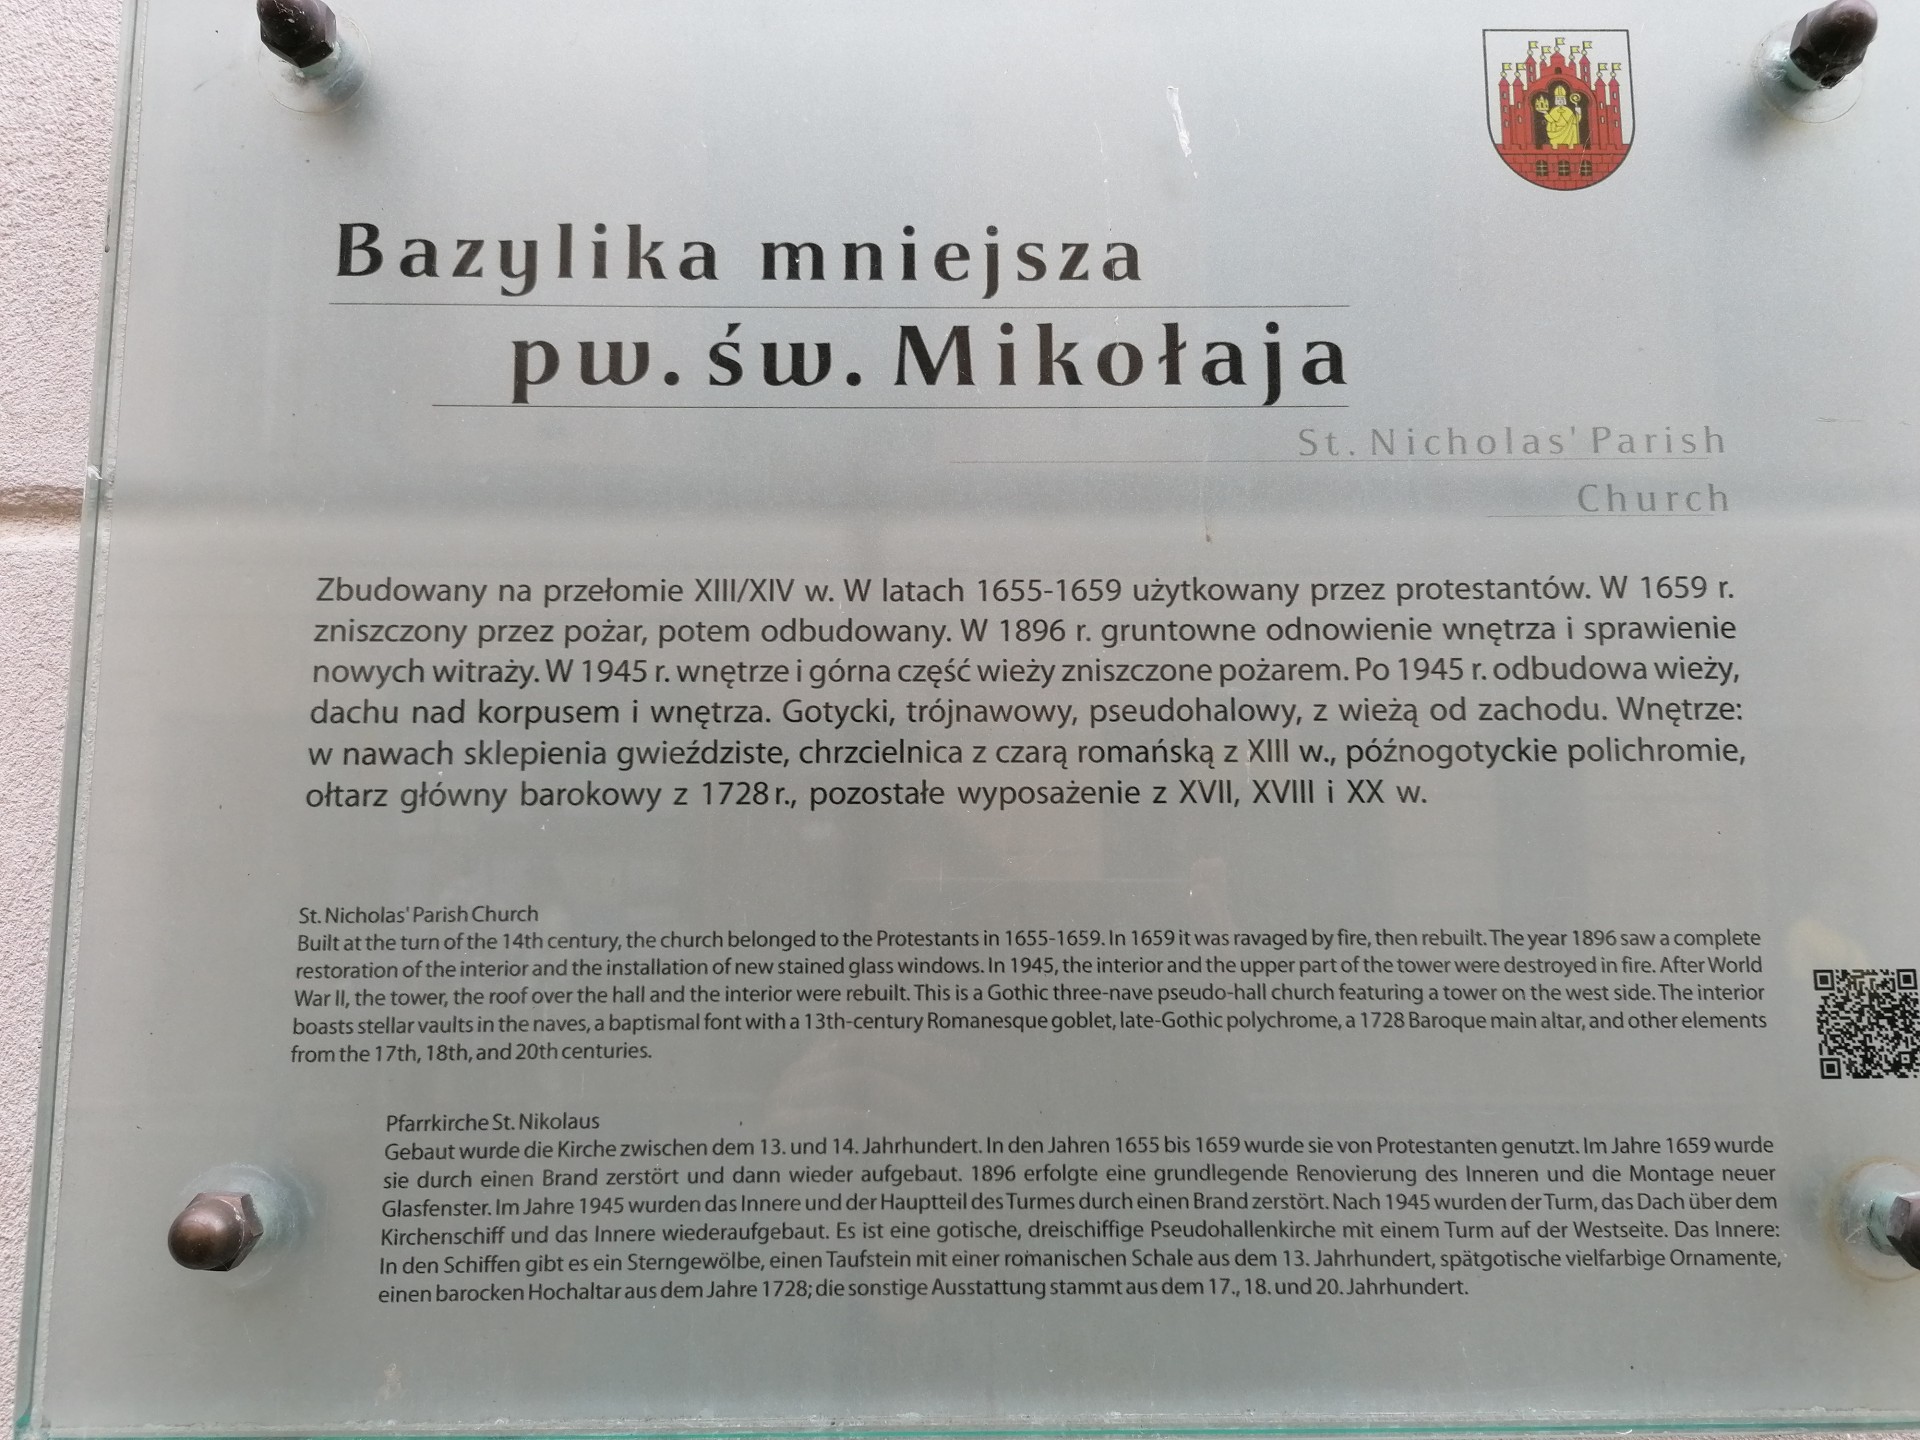 Bazylika mniejsza
pw. św. Mikołaja
St. Nicholas' Parish
Church
Zbudowany na przełomie XIII/XIV w. W latach 1655-1659 użytkowany przez protestantów. W 1659 r.
zniszczony przez pożar, potem odbudowany. W 1896 r. gruntowne odnowienie wnętrza i sprawienie
nowych witraży. W 1945 r. wnętrze i górna część wieży zniszczone pożarem. Po 1945 r. odbudowa wieży,
dachu nad korpusem i wnętrza. Gotycki, trójnawowy, pseudohalowy, z wieżą od zachodu. Wnętrze:
w nawach sklepienia gwieździste, chrzcielnica z czarą romańską z XIII w., późnogotyckie polichromie,
ołtarz główny barokowy z 1728 r., pozostałe wyposażenie z XVII, XVIII i XX w.
St. Nicholas' Parish Church
Built at the turn of the 14th century, the church belonged to the Protestants in 1655-1659. In 1659 it was ravaged by fire, then rebuilt. The year 1896 saw a complete
restoration of the interior and the installation of new stained glass windows. In 1945, the interior and the upper part of the tower were destroyed in fire. After World
War II, the tower, the roof over the hall and the interior were rebuilt. This is a Gothic three-nave pseudo-hall church featuring a tower on the west side. The interior
boasts stellar vaults in the naves, a baptismal font with a 13th-century Romanesque goblet, late-Gothic polychrome, a 1728 Baroque main altar, and other elements
from the 17th, 18th, and 20th centuries.
Pfarrkirche St. Nikolaus
Gebaut wurde die Kirche zwischen dem 13. und 14. Jahrhundert. In den Jahren 1655 bis 1659 wurde sie von Protestanten genutzt. Im Jahre 1659 wurde
sie durch einen Brand zerstört und dann wieder aufgebaut. 1896 erfolgte eine grundlegende Renovierung des Inneren und die Montage neuer
Glasfenster. Im Jahre 1945 wurden das Innere und der Hauptteil des Turmes durch einen Brand zerstört. Nach 1945 wurden der Turm, das Dach über dem
Kirchenschiff und das Innere wiederaufgebaut. Es ist eine gotische, dreischiffige Pseudohallenkirche mit einem Turm auf der Westseite. Das Innere:
In den Schiffen gibt es ein Sterngewölbe, einen Taufstein mit einer romanischen Schale aus dem 13. Jahrhundert, spätgotische vielfarbige Ornamente,
einen barocken Hochaltar aus dem Jahre 1728; die sonstige Ausstattung stammt aus dem 17., 18. und 20. Jahrhundert.